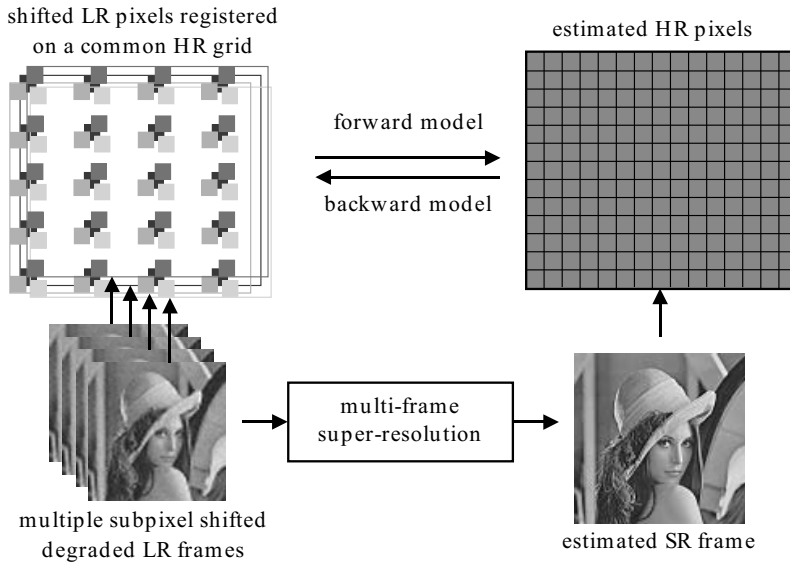 shifted LR pixels registered
on a common HR grid
estimated HR pixels
forward model
backward model
multi-frame
super-resolution
multiple subpixel shifted
degraded LR frames
estimated SR frame